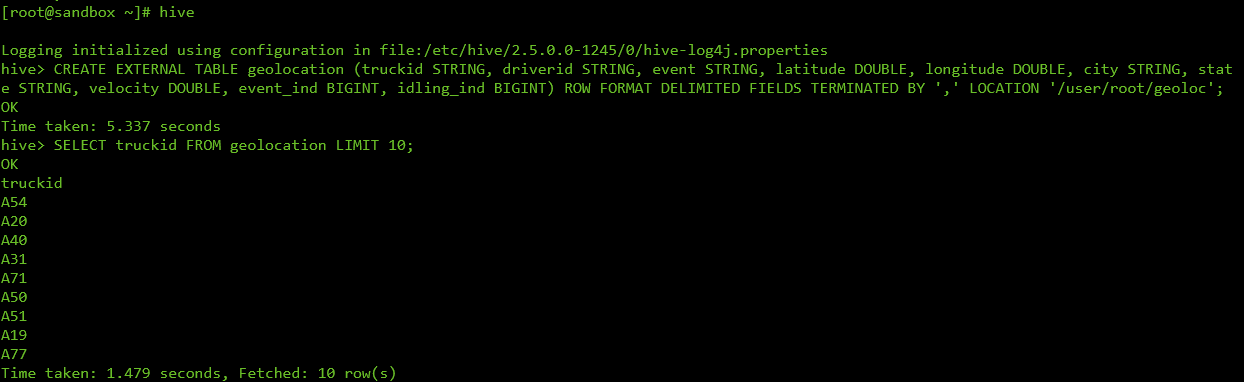 [root@sandbox ~]# hive
Logging initialized using configuration in file:/etc/hive/2.5.0.0-1245/0/hive-log4j.properties
hive> CREATE EXTERNAL TABLE geolocation (truckid STRING, driverid STRING, event STRING, latitude DOUBLE, longitude DOUBLE, city STRING, stat
e STRING, velocity DOUBLE, event_ind BIGINT, idling_ind BIGINT) ROW FORMAT DELIMITED FIELDS TERMINATED BY ',' LOCATION '/user/root/geoloc';
OK
Time taken: 5.337 seconds
hive> SELECT truckid FROM geolocation LIMIT 10;
OK
truckid
A54
A20
A40
A31
A71
A50
A51
A19
A77
Time taken: 1.479 seconds, Fetched: 10 row(s)